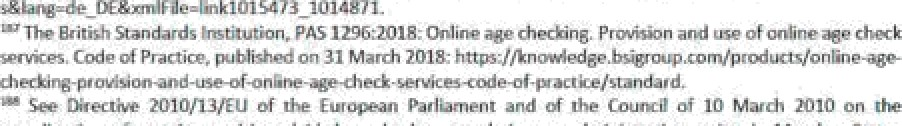 s&lang=de_DE&xmlFile=link1015473_1014871.
187 The British Standards Institution, PAS 1296:2018: Online age checking. Provision and use of online age check
services. Code of Practice, published on 31 March 2018: https://knowledge.bsigroup.com/products/online-age-
checking-provision-and-use-of-online-age-check-services-code-of-practice/standard.
188 See Directive 2010/13/EU of the European Parliament and of the Council of 10 March 2010 on the